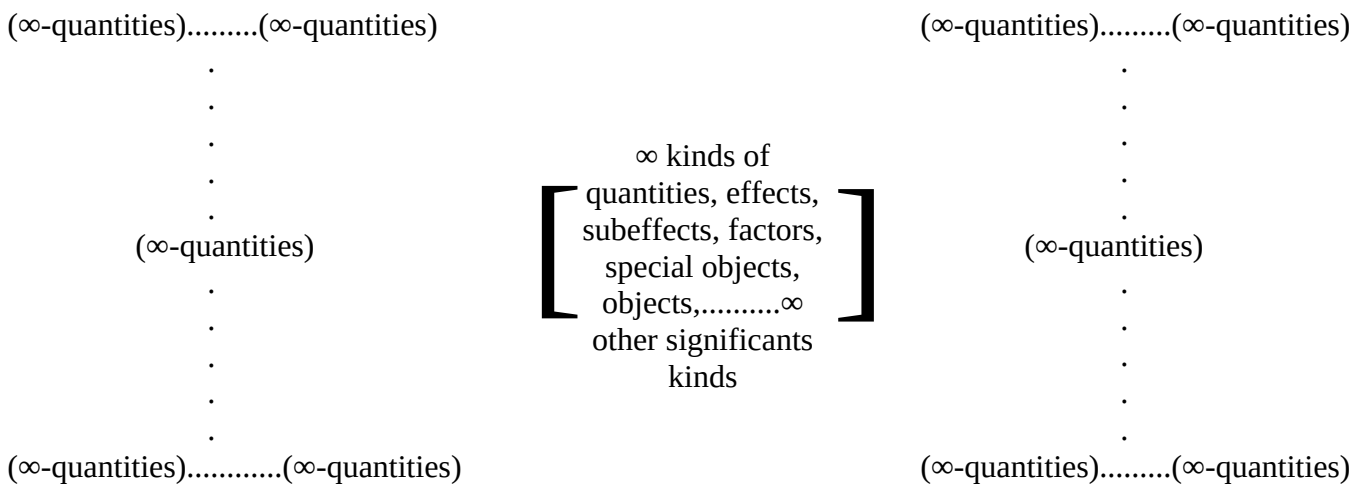 (∞-quantities).........(∞-quantities) (∞-quantities).........(∞-quantities)
. .
. .
. .
. .
. .
∞ kinds of
quantities, effects,
subeffects, factors,
special objects,
objects,..........∞
other significants
kinds
(∞-quantities) (∞-quantities)
. .
. .
. .
. .
. .
(∞-quantities)............(∞-quantities) (∞-quantities).........(∞-quantities)